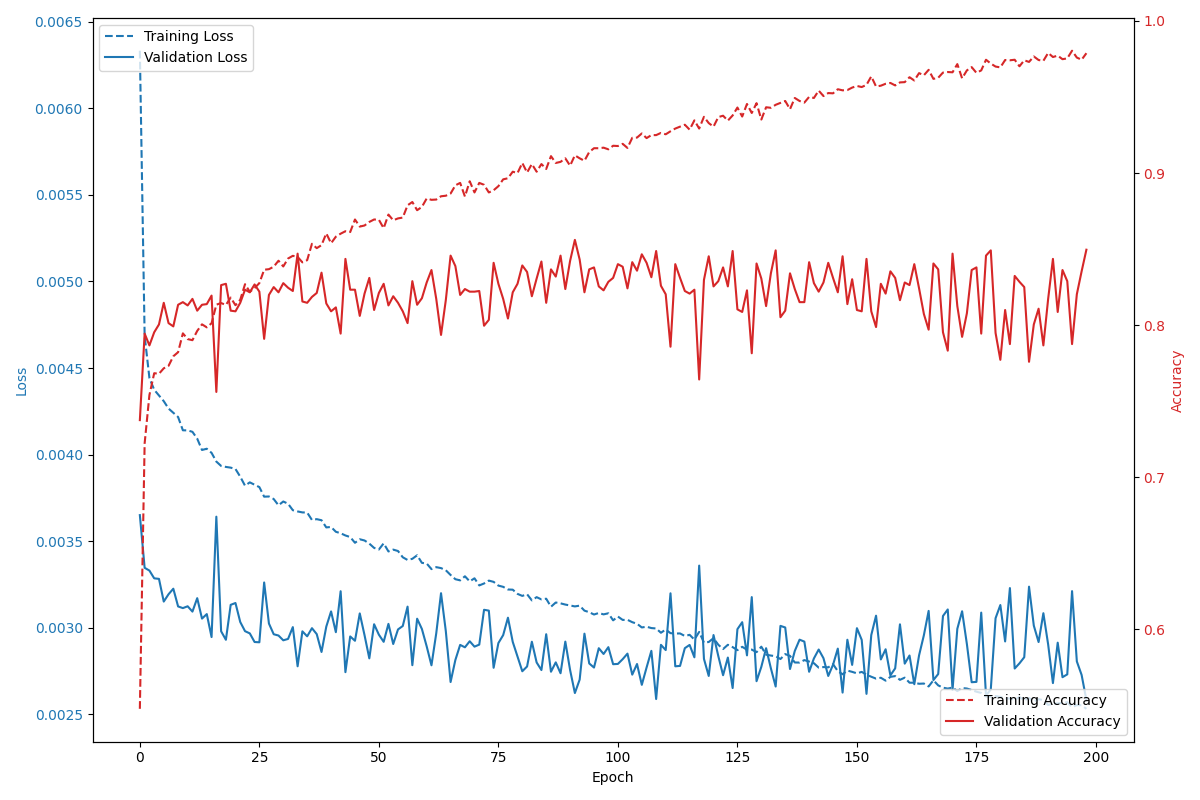 Training Loss
Validation Loss
0.0065
0.0060
0.0055
0.0050
0.0045
0.0040
0.0035
0.0030
0.0025
Loss
1.0
0.9
0.8
0.7
0.6
Accuracy
Training Accuracy
Validation Accuracy
0 25 50 75 100 125 150 175 200
Epoch